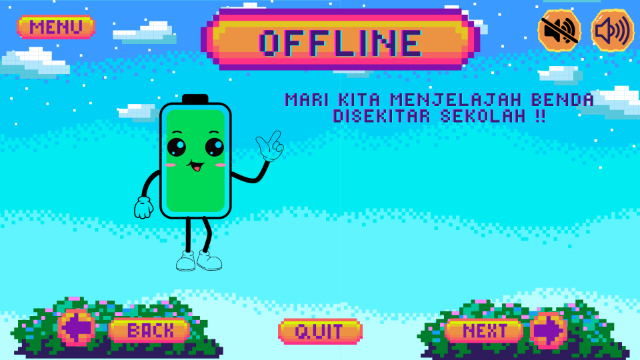 MENU
OFFLINE
MARI KITA MENJELAJAH BENDA
DISEKITAR SEKOLAH !!
BACK
QUIT
NEXT